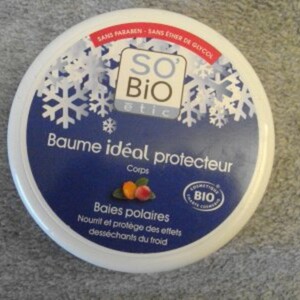 SANS PARABEN - SANS ÉTHER DE GLYCOL
SO'
BiO
étic
Baume idéal protecteur
Corps
COSMÉTIQUE
BIO
Baies polaires
Nourrit et protège des effets
desséchants du froid